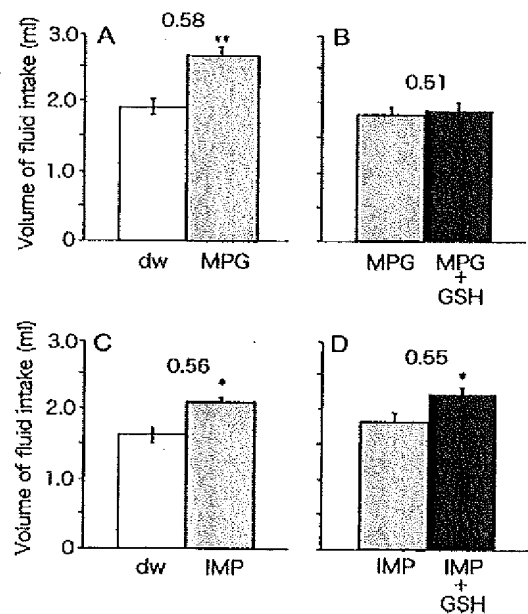 0.58
3.0 A ** B
0.51
2.0
1.0
0
Volume of fluid intake (ml)
dw MPG MPG MPG
+
GSH
0.56 0.55
3.0 C * D *
2.0
1.0
0
Volume of fluid intake (ml)
dw IMP IMP IMP
+
GSH